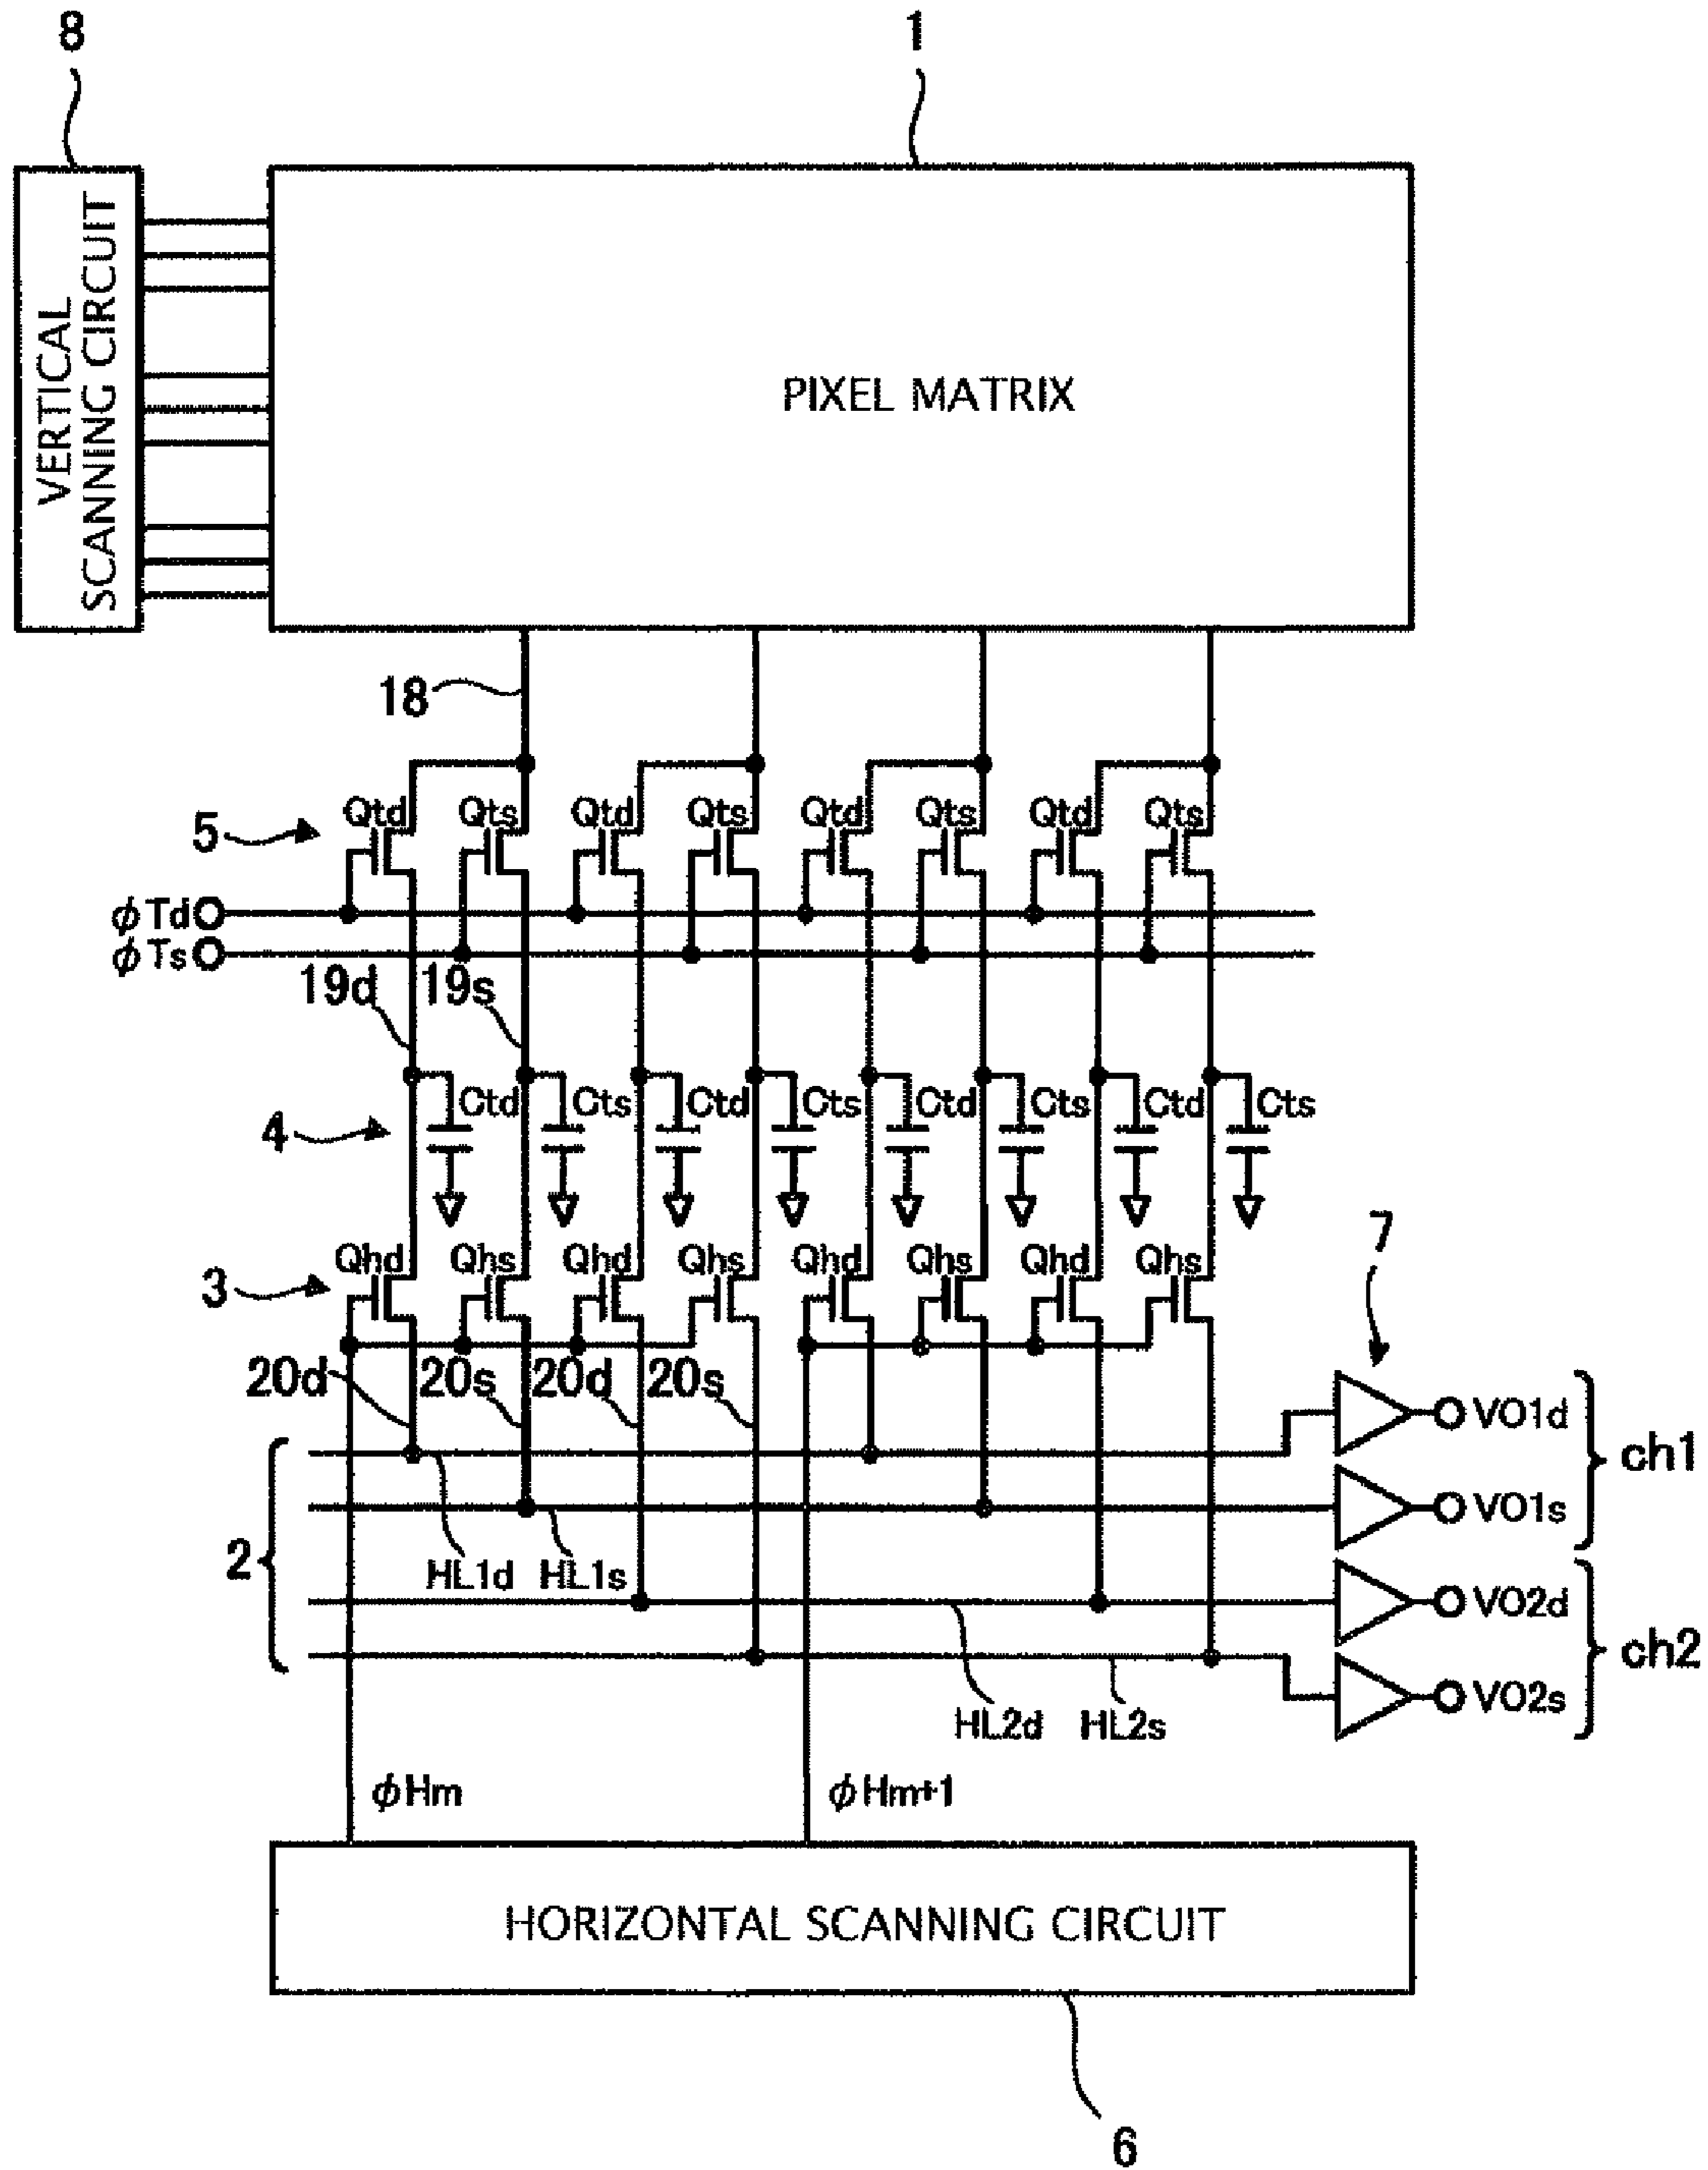 8
1
VERTICAL
SCANNING CIRCUIT
PIXEL MATRIX
18
5
Qtd Qts Qtd Qts Qtd Qts Qtd Qts
φTd
φTs
19d 19s
4
Ctd Cts Ctd Cts Ctd Cts Ctd Cts
3
Qhd Qhs Qhd Qhs Qhd Qhs Qhd Qhs
7
20d 20s 20d 20s
VO1d
ch1
VO1s
2
HL1d HL1s
VO2d
ch2
VO2s
HL2d HL2s
φHm φHm+1
HORIZONTAL SCANNING CIRCUIT
6